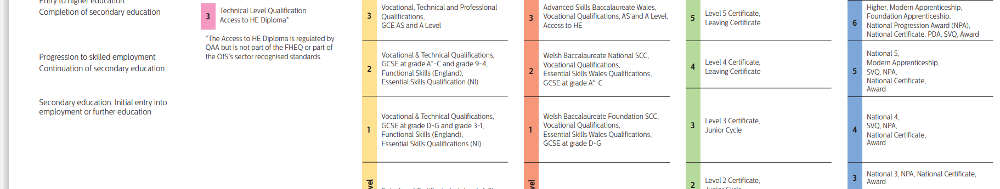 Entry to higher education
Completion of secondary education
Progression to skilled employment
Continuation of secondary education
Secondary education. Initial entry into
employment or further education
3
Technical Level Qualification
Access to HE Diploma*
*The Access to HE Diploma is regulated by
QAA but is not part of the FHEQ or part of
the OfS's sector recognised standards.
3
Vocational, Technical and Professional
Qualifications,
GCE AS and A Level
2
Vocational & Technical Qualifications,
GCSE at grade A*-C and grade 9-4,
Functional Skills (England),
Essential Skills Qualification (NI)
1
Vocational & Technical Qualifications,
GCSE at grade D-G and grade 3-1,
Functional Skills (England),
Essential Skills Qualifications (NI)
vel
3
Advanced Skills Baccalaureate Wales,
Vocational Qualifications, AS and A Level,
Access to HE
2
Welsh Baccalaureate National SCC,
Vocational Qualifications,
Essential Skills Wales Qualifications,
GCSE at grade A*-C
1
Welsh Baccalaureate Foundation SCC,
Vocational Qualifications,
Essential Skills Wales Qualifications,
GCSE at grade D-G
vel
5
Level 5 Certificate,
Leaving Certificate
4
Level 4 Certificate,
Leaving Certificate
3
Level 3 Certificate,
Junior Cycle
2
Level 2 Certificate,
Junior Cycle
6
Higher, Modern Apprenticeship,
Foundation Apprenticeship,
National Progression Award (NPA),
National Certificate, PDA, SVQ, Award
5
National 5,
Modern Apprenticeship,
SVQ, NPA,
National Certificate,
Award
4
National 4,
SVQ, NPA,
National Certificate,
Award
3
National 3, NPA, National Certificate,
Award